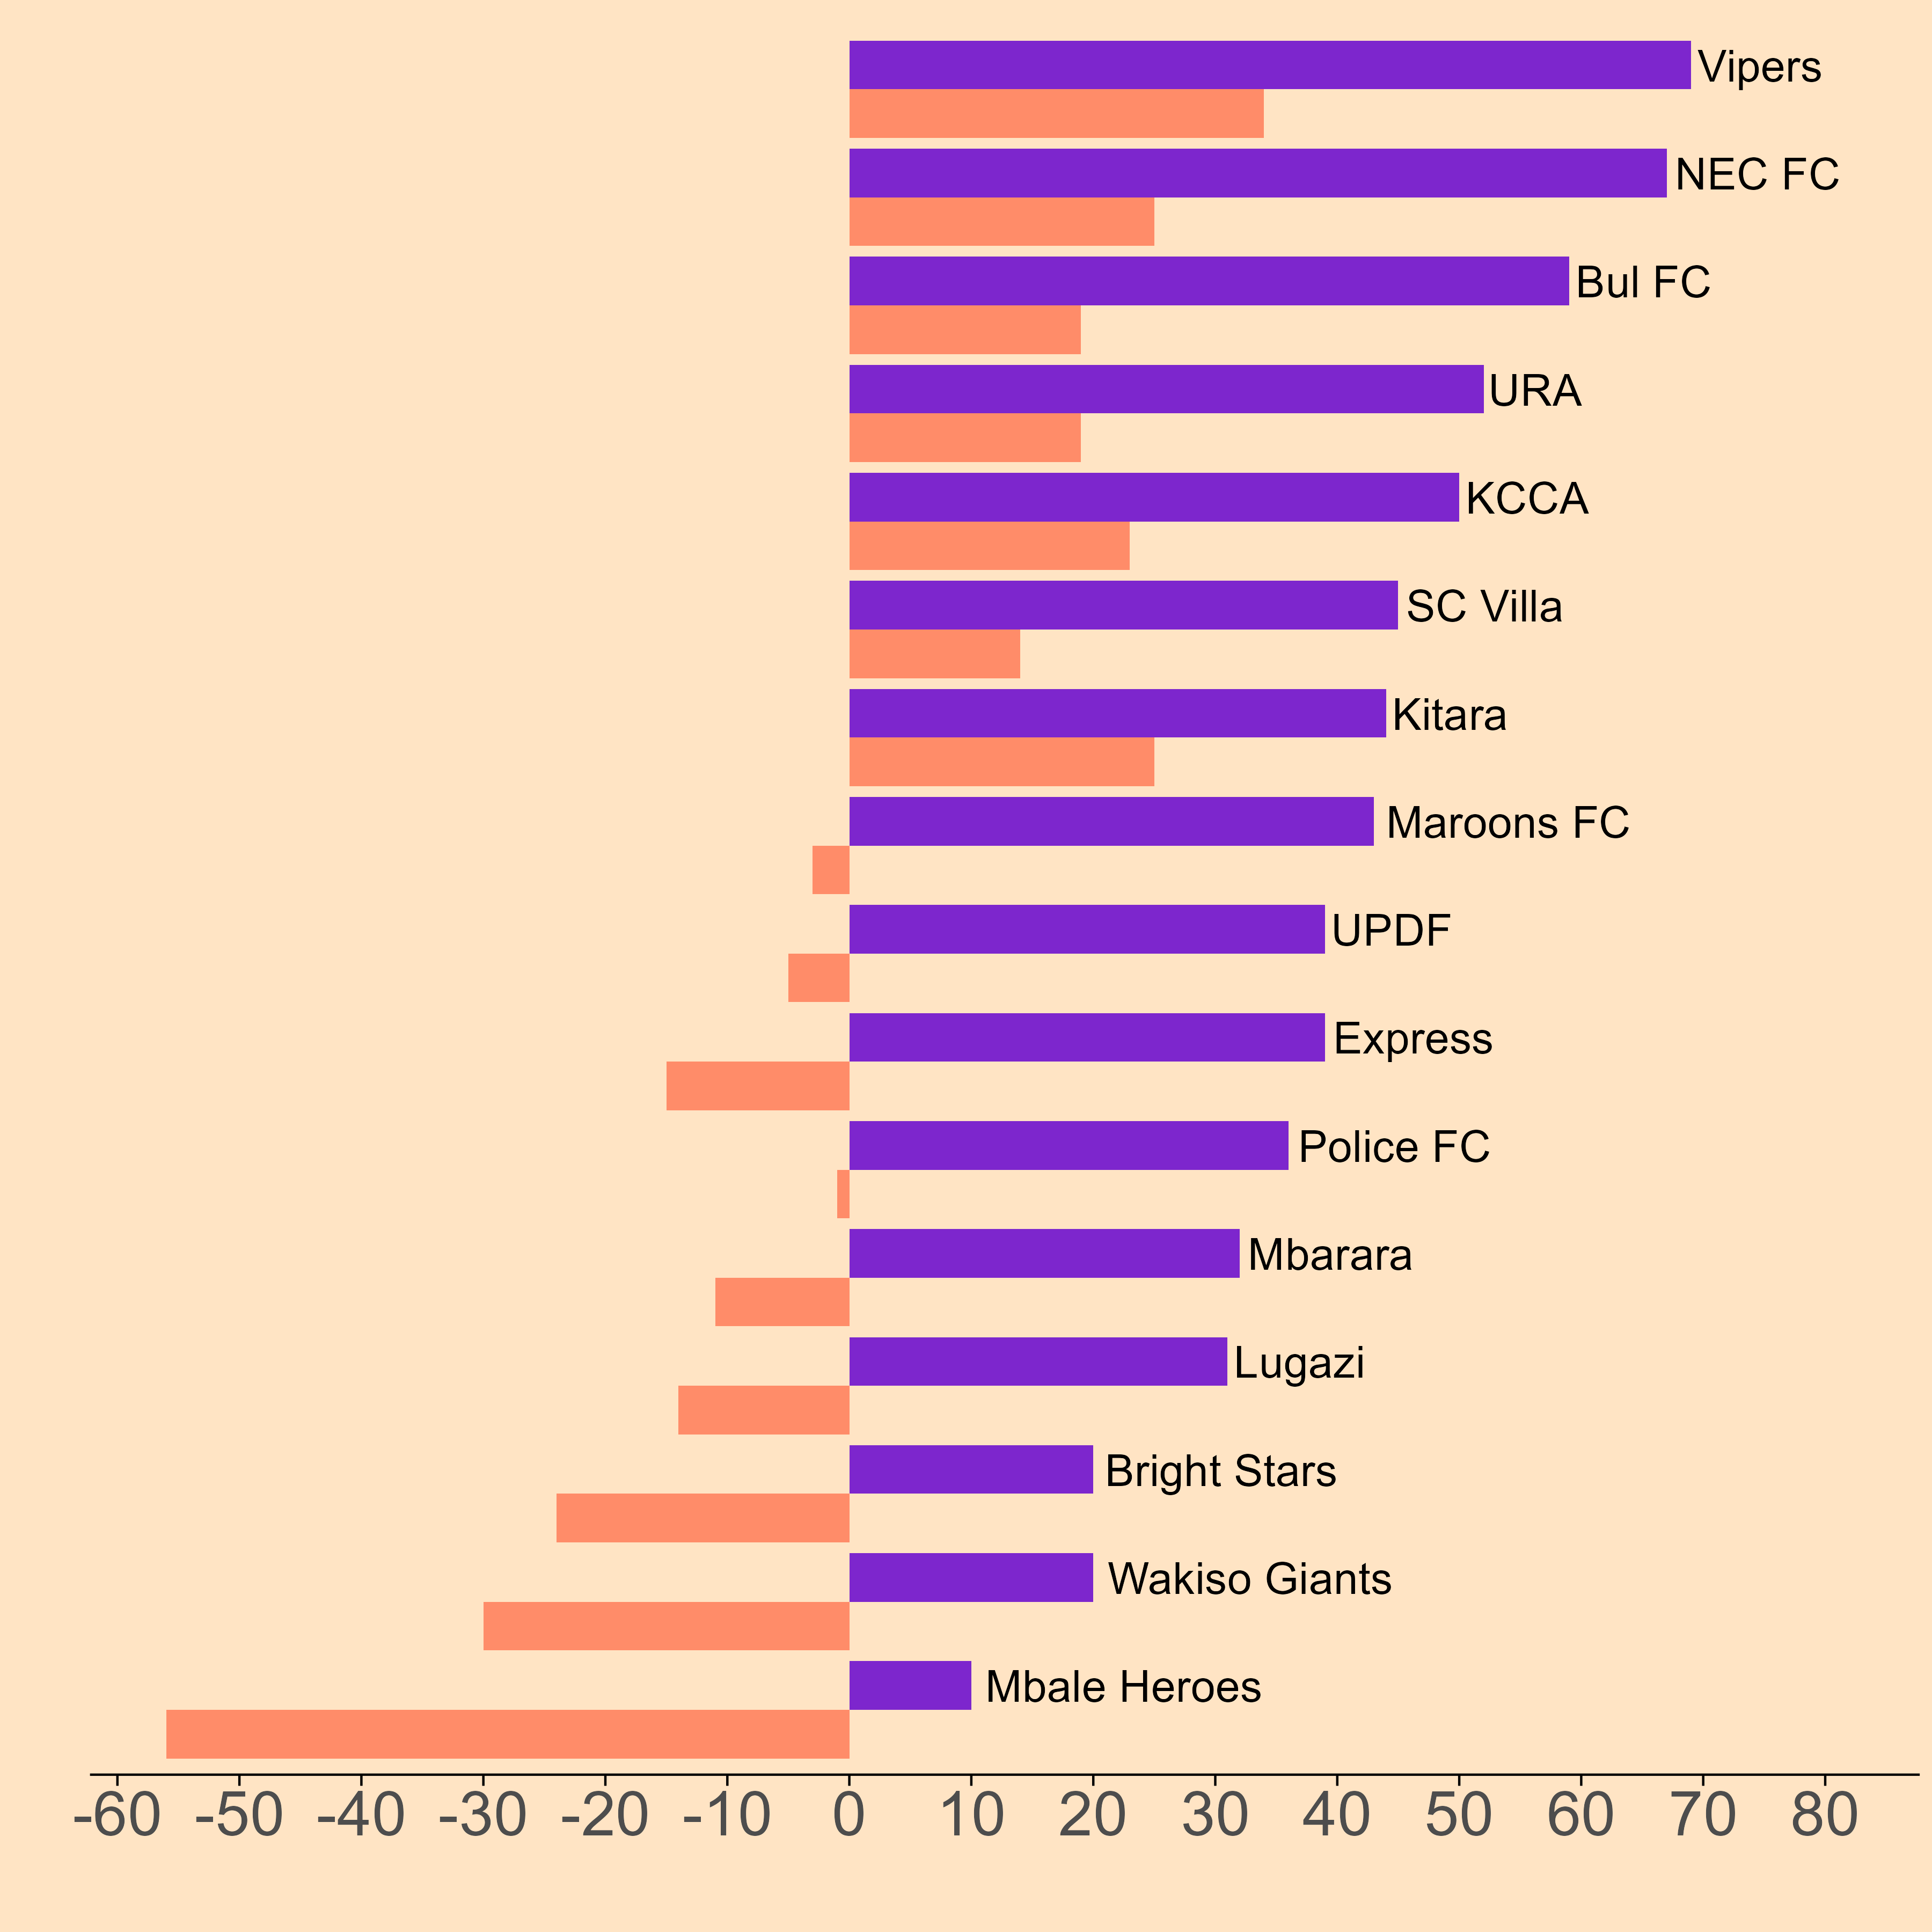 Vipers
NEC FC
Bul FC
URA
KCCA
SC Villa
Kitara
Maroons FC
UPDF
Express
Police FC
Mbarara
Lugazi
Bright Stars
Wakiso Giants
Mbale Heroes
-60 -50 -40 -30 -20 -10 0 10 20 30 40 50 60 70 80